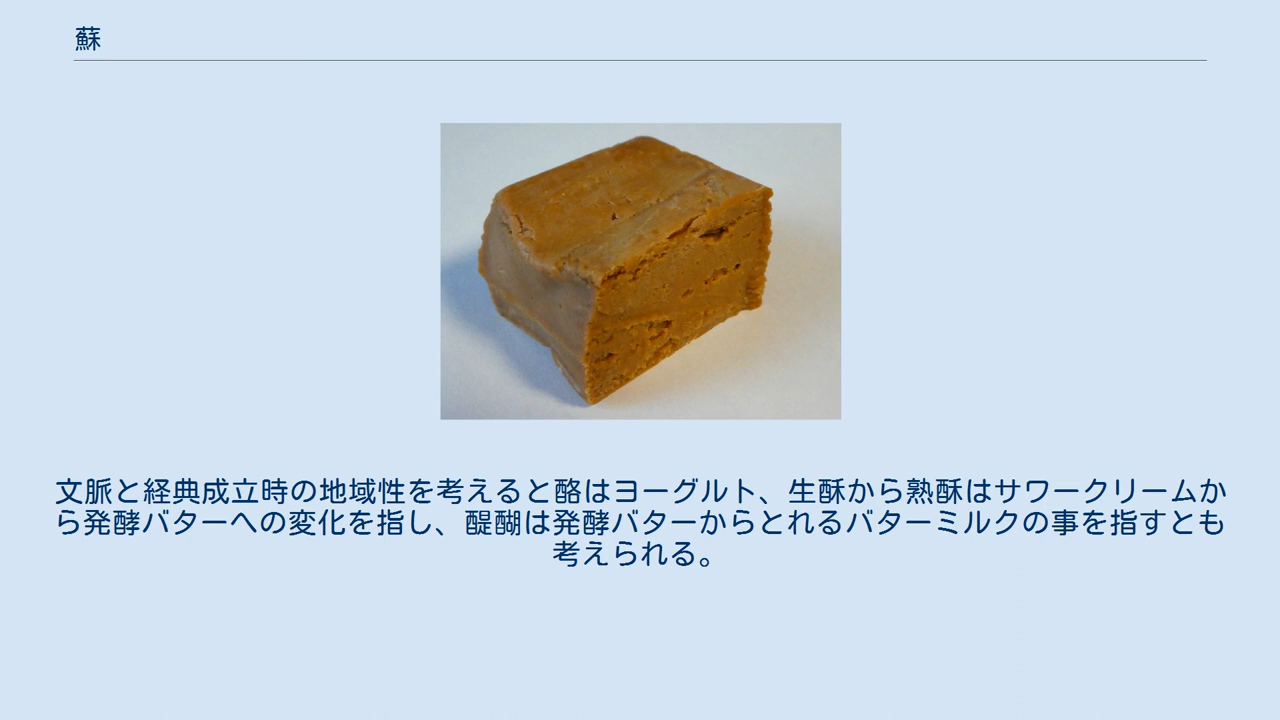 蘇
文脈と経典成立時の地域性を考えると酪はヨーグルト、生酥から熟酥はサワークリームか
ら発酵バターへの変化を指し、醍醐は発酵バターからとれるバターミルクの事を指すとも
考えられる。